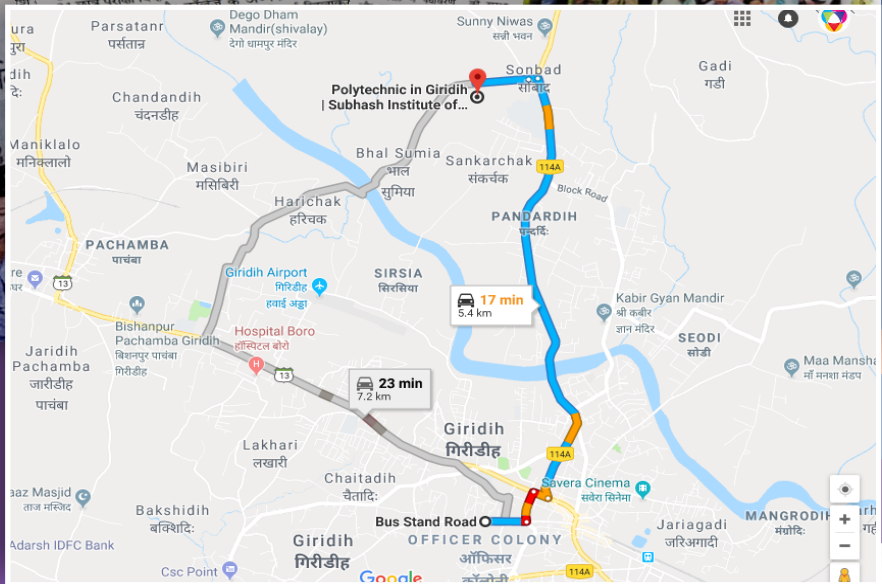 Dego Dham
Mandir(shivalay)
देगो धामपुर मंदिर
Parsatanr
पर्सतान्र
Sunny Niwas
सन्नी भवन
Gadi
गडी
Sonbad
सोंबाद
Polytechnic in Giridih
| Subhash Institute of...
Chandandih
चंदनडीह
Maniklalo
मनिकलालो
Masibiri
मसिबिरी
Bhal Sumia
भाल
सुमिया
Sankarchak
संकर्चक
114A
Block Road
Harichak
हरिचक
PANDARDIH
PACHAMBA
पाचंबा
13
Giridih Airport
गिरिडीह
हवाई अड्डा
SIRSIA
सिरसिया
17 min
5.4 km
Kabir Gyan Mandir
श्री कबीर
ज्ञान मंदिर
Bishanpur
Pachamba Giridih
बिशनपुर पाचंबा
गिरीडीह
Hospital Boro
हॉस्पिटल बोरो
H
SEODI
सोडी
Jaridih
Pachamba
जारीडीह
पाचंबा
13
23 min
7.2 km
Maa Mansha
माँ मनशा मंडप
Giridih
गिरीडीह
Lakhari
लखारी
114A
Chaitadih
चैतादिः
Savera Cinema
सवेरा सिनेमा
aaz Masjid
ताज मस्जिद
Bakshidih
बक्शिदिः
Bus Stand Road
Jariagadi
जरिअगादी
MANGRODIH
मंग्रोदिः
+
−
Adarsh IDFC Bank
Giridih
गिरीडीह
OFFICER COLONY
ऑफिसर
कॉलोनी
Csc Point
Google
114A